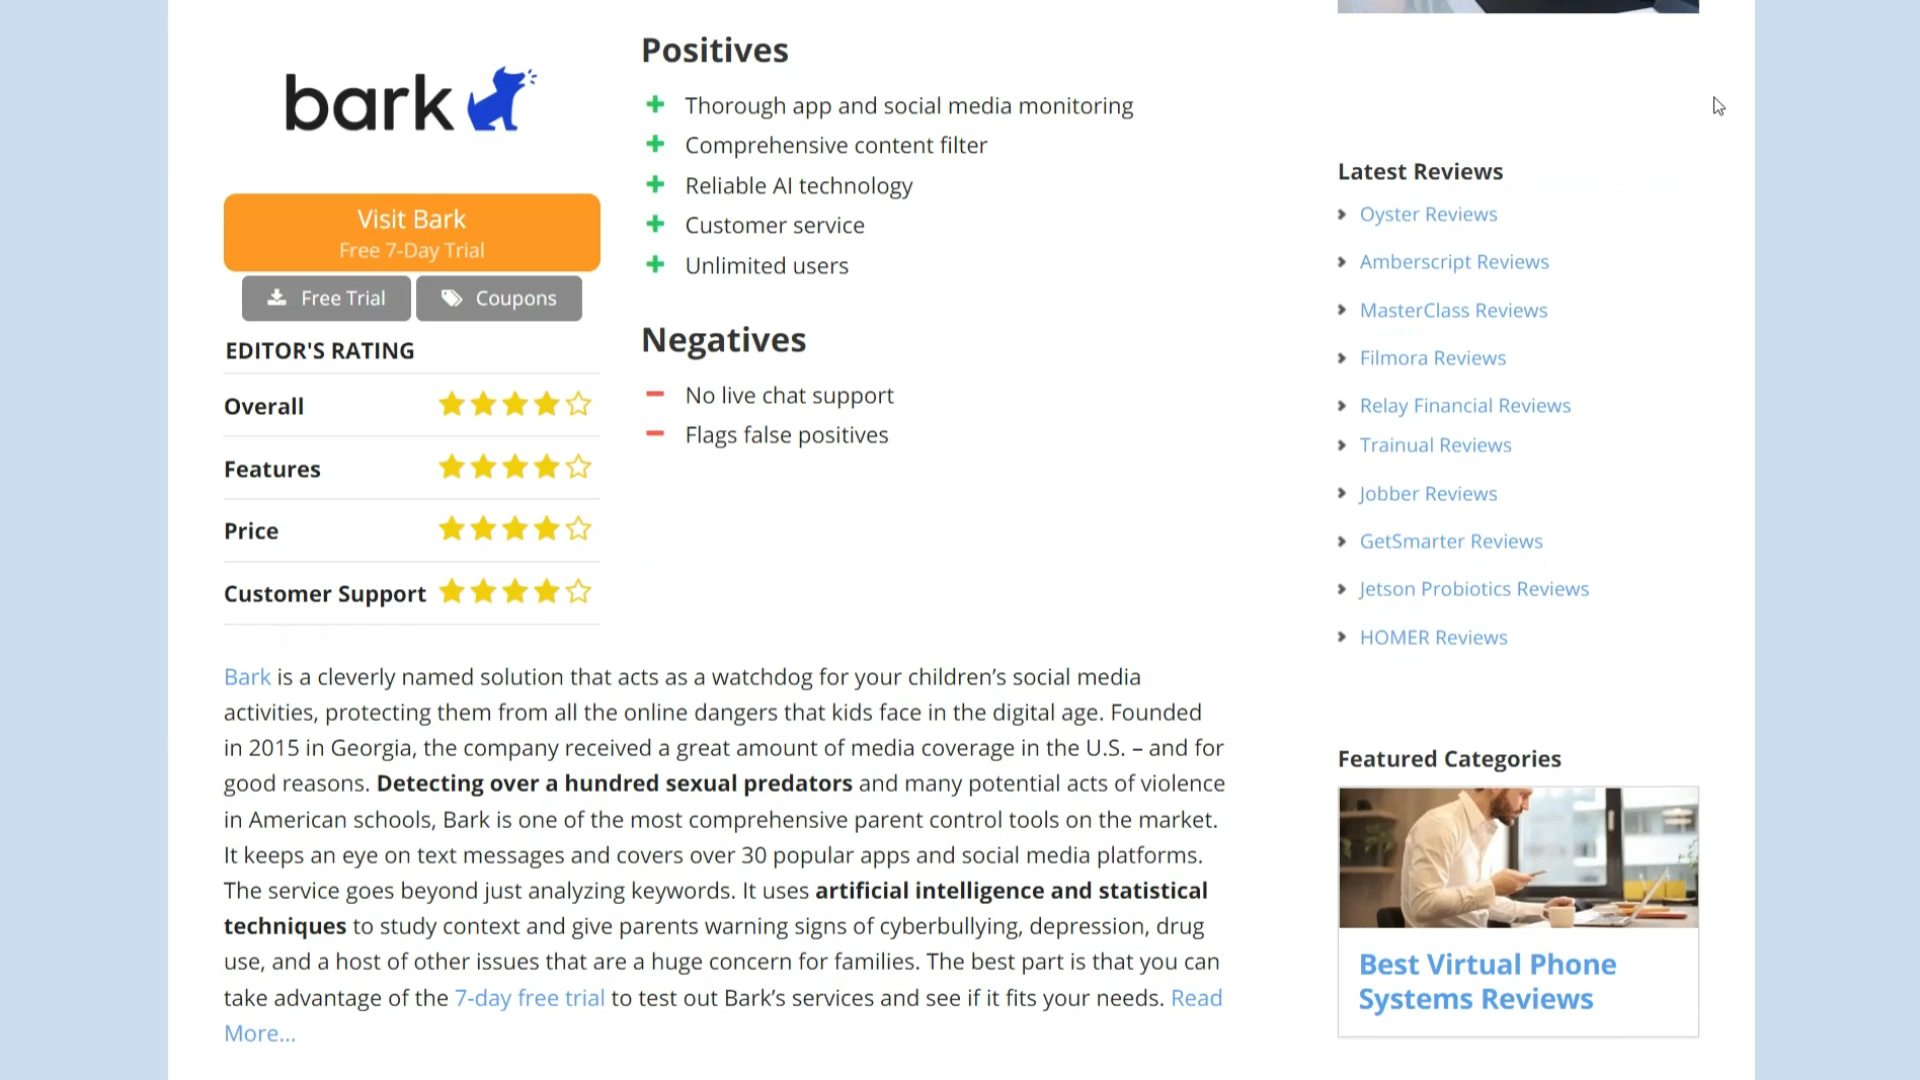 bark
Visit Bark
Free 7-Day Trial
Free Trial
Coupons
EDITOR'S RATING
Overall
Features
Price
Customer Support
Positives
Thorough app and social media monitoring
Comprehensive content filter
Reliable AI technology
Customer service
Unlimited users
Negatives
No live chat support
Flags false positives
Bark is a cleverly named solution that acts as a watchdog for your children’s social media
activities, protecting them from all the online dangers that kids face in the digital age. Founded
in 2015 in Georgia, the company received a great amount of media coverage in the U.S. – and for
good reasons. Detecting over a hundred sexual predators and many potential acts of violence
in American schools, Bark is one of the most comprehensive parent control tools on the market.
It keeps an eye on text messages and covers over 30 popular apps and social media platforms.
The service goes beyond just analyzing keywords. It uses artificial intelligence and statistical
techniques to study context and give parents warning signs of cyberbullying, depression, drug
use, and a host of other issues that are a huge concern for families. The best part is that you can
take advantage of the 7-day free trial to test out Bark’s services and see if it fits your needs. Read
More...
Latest Reviews
Oyster Reviews
Amberscript Reviews
MasterClass Reviews
Filmora Reviews
Relay Financial Reviews
Trainual Reviews
Jobber Reviews
GetSmarter Reviews
Jetson Probiotics Reviews
HOMER Reviews
Featured Categories
Best Virtual Phone
Systems Reviews